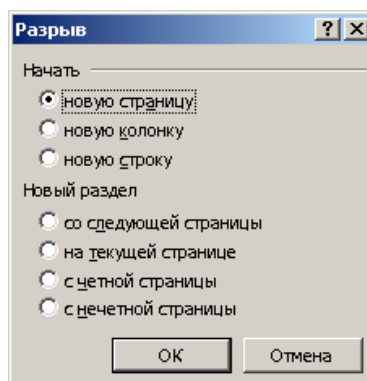 Разрыв
Начать
новую страницу
новую колонку
новую строку
Новый раздел
со следующей страницы
на текущей странице
с четной страницы
с нечетной страницы
ОК
Отмена